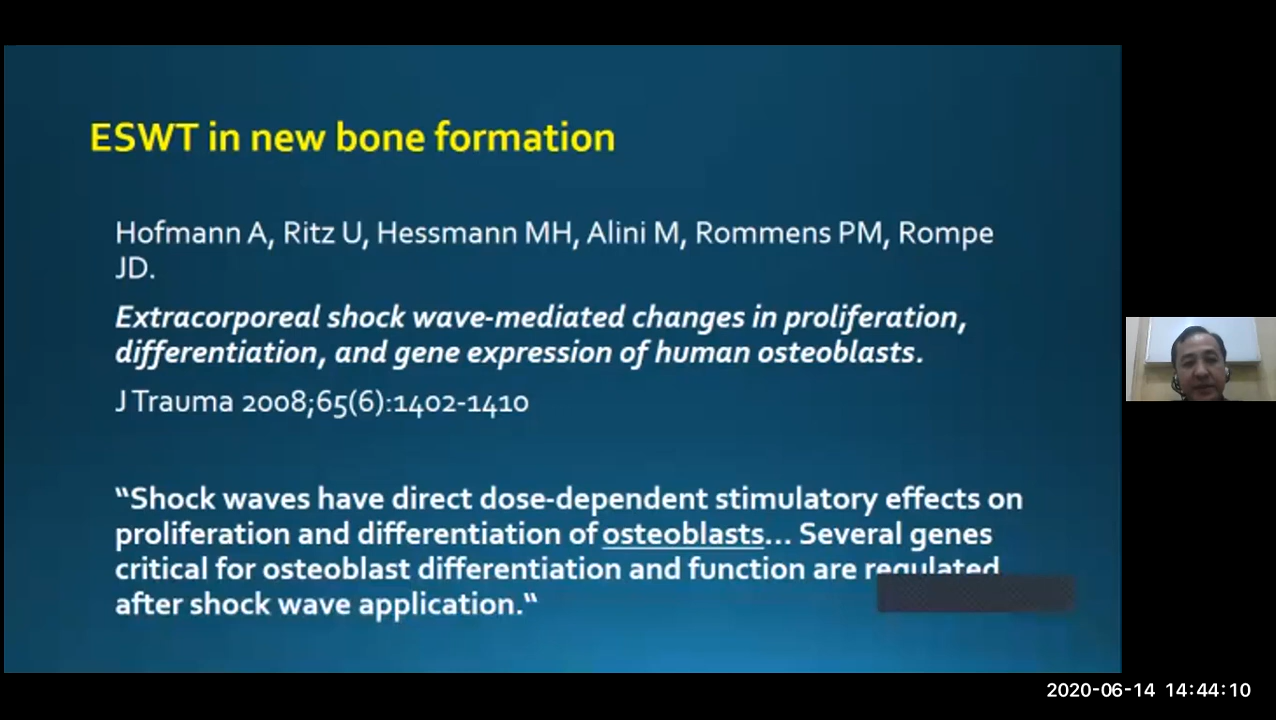 ESWT in new bone formation
Hofmann A, Ritz U, Hessmann MH, Alini M, Rommens PM, Rompe
JD.
Extracorporeal shock wave-mediated changes in proliferation,
differentiation, and gene expression of human osteoblasts.
J Trauma 2008;65(6):1402-1410
“Shock waves have direct dose-dependent stimulatory effects on
proliferation and differentiation of osteoblasts... Several genes
critical for osteoblast differentiation and function are regulated
after shock wave application.“
2020-06-14 14:44:10